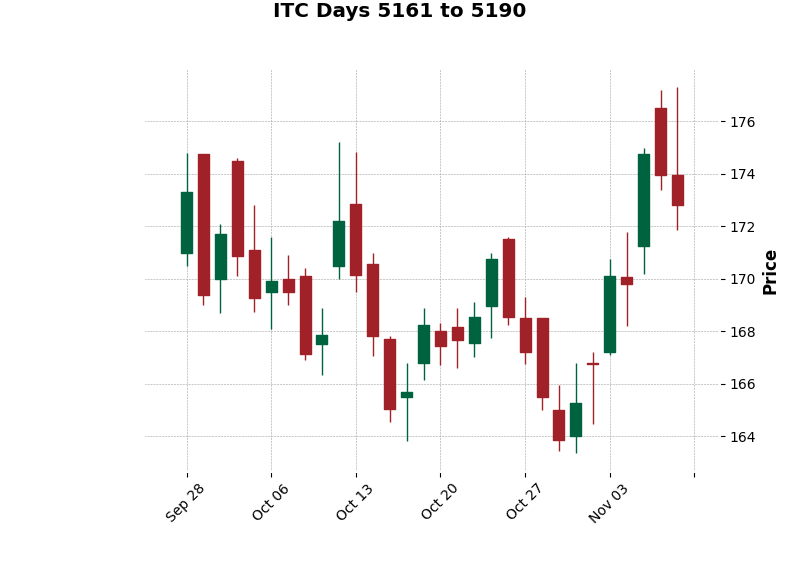 ITC Days 5161 to 5190
176
174
172
170
168
166
164
Price
Sep 28
Oct 06
Oct 13
Oct 20
Oct 27
Nov 03